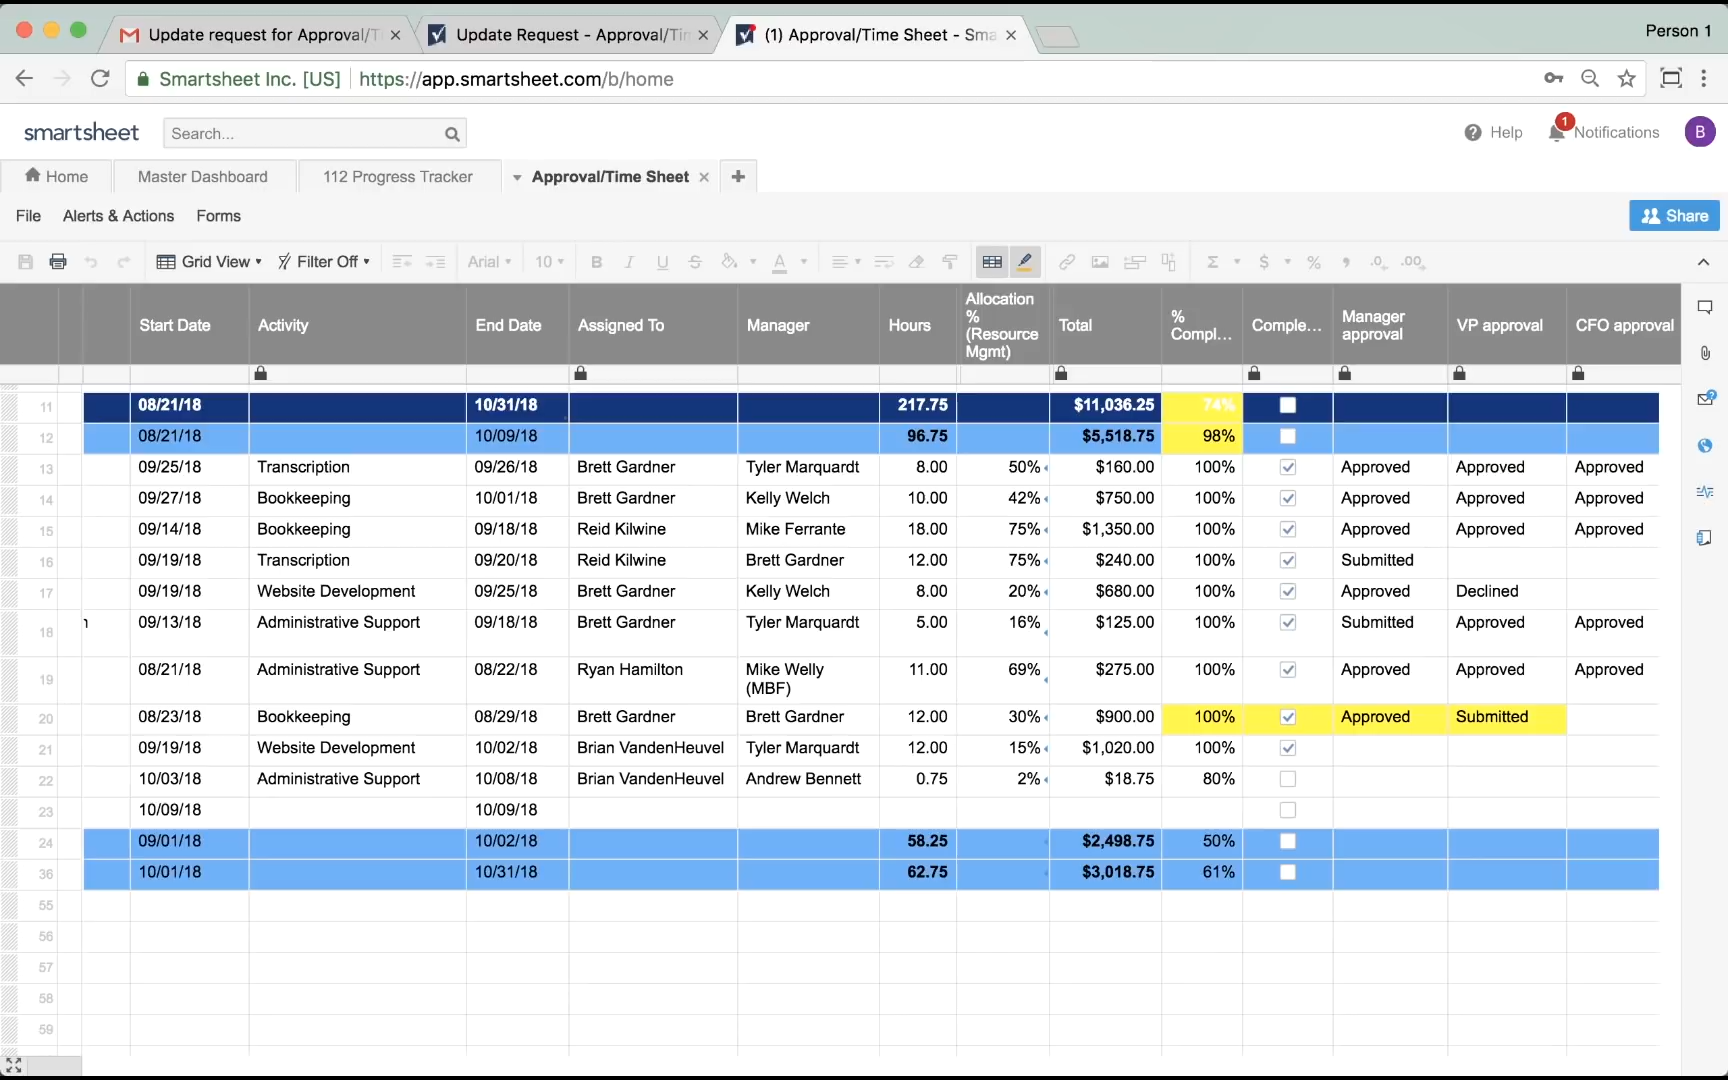 Update request for Approval/Ti
Update Request - Approval/Tim
(1) Approval/Time Sheet - Sma
Person 1
Smartsheet Inc. [US]
https://app.smartsheet.com/b/home
smartsheet
Search...
Help
1
Notifications
B
Home
Master Dashboard
112 Progress Tracker
Approval/Time Sheet
File
Alerts & Actions
Forms
Share
Grid View
Filter Off
Arial
10
B I U S A Σ $ % .0 .00
Start Date Activity End Date Assigned To Manager Hours Allocation % (Resource Mgmt) Total % Compl... Comple... Manager approval VP approval CFO approval
11 08/21/18 10/31/18 217.75 $11,036.25 74%
12 08/21/18 10/09/18 96.75 $5,518.75 98%
13 09/25/18 Transcription 09/26/18 Brett Gardner Tyler Marquardt 8.00 50% $160.00 100% Approved Approved Approved
14 09/27/18 Bookkeeping 10/01/18 Brett Gardner Kelly Welch 10.00 42% $750.00 100% Approved Approved Approved
15 09/14/18 Bookkeeping 09/18/18 Reid Kilwine Mike Ferrante 18.00 75% $1,350.00 100% Approved Approved Approved
16 09/19/18 Transcription 09/20/18 Reid Kilwine Brett Gardner 12.00 75% $240.00 100% Submitted
17 09/19/18 Website Development 09/25/18 Brett Gardner Kelly Welch 8.00 20% $680.00 100% Approved Declined
18 09/13/18 Administrative Support 09/18/18 Brett Gardner Tyler Marquardt 5.00 16% $125.00 100% Submitted Approved Approved
19 08/21/18 Administrative Support 08/22/18 Ryan Hamilton Mike Welly (MBF) 11.00 69% $275.00 100% Approved Approved Approved
20 08/23/18 Bookkeeping 08/29/18 Brett Gardner Brett Gardner 12.00 30% $900.00 100% Approved Submitted
21 09/19/18 Website Development 10/02/18 Brian VandenHeuvel Tyler Marquardt 12.00 15% $1,020.00 100%
22 10/03/18 Administrative Support 10/08/18 Brian VandenHeuvel Andrew Bennett 0.75 2% $18.75 80%
23 10/09/18 10/09/18
24 09/01/18 10/02/18 58.25 $2,498.75 50%
36 10/01/18 10/31/18 62.75 $3,018.75 61%
55
56
57
58
59